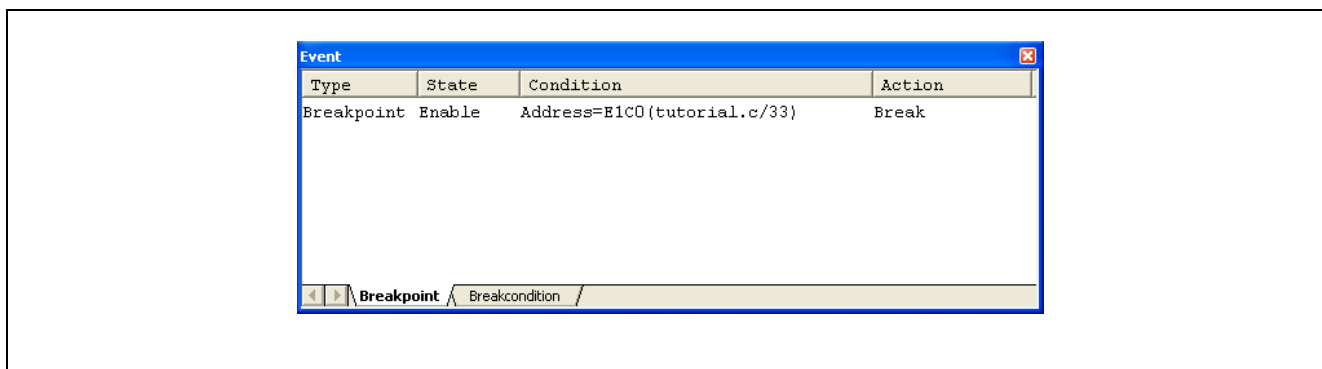 Event
Type State Condition Action
Breakpoint Enable Address=E1C0(tutorial.c/33) Break
Breakpoint Breakcondition